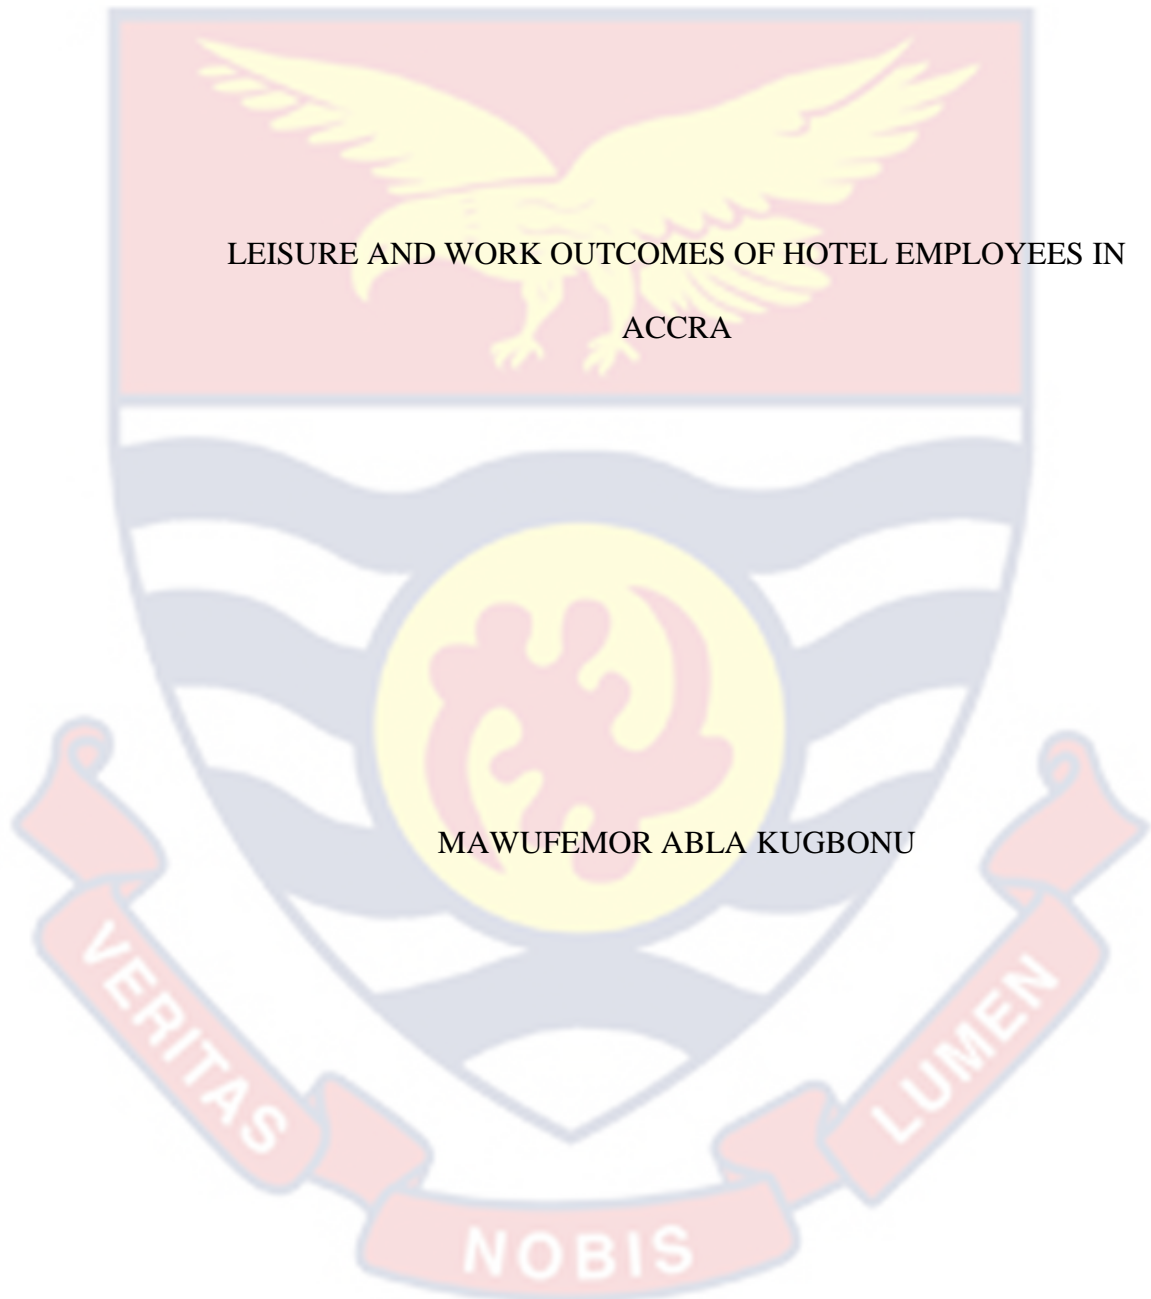 LEISURE AND WORK OUTCOMES OF HOTEL EMPLOYEES IN
ACCRA
MAWUFEMOR ABLA KUGBONU
VERITAS
NOBIS
LUMEN